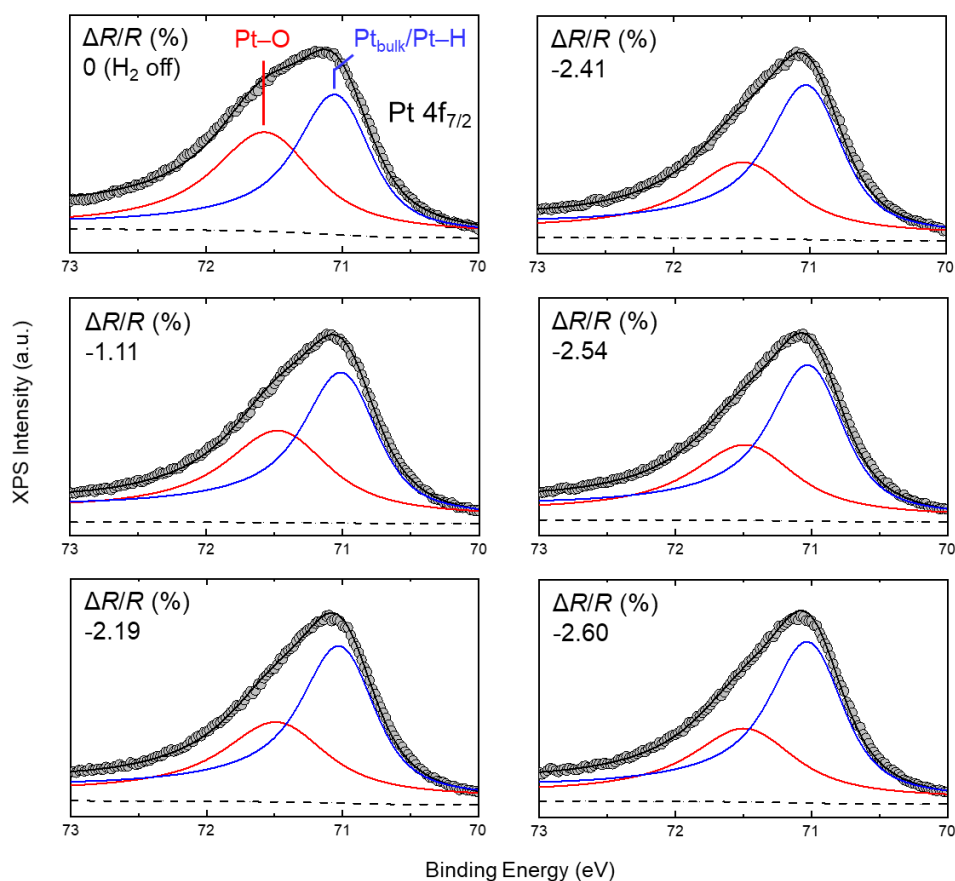 ΔR/R (%)
0 (H₂ off)
Pt–O
Pt_bulk/Pt–H
Pt 4f_7/2
73 72 71 70
ΔR/R (%)
-2.41
73 72 71 70
ΔR/R (%)
-1.11
73 72 71 70
ΔR/R (%)
-2.54
73 72 71 70
ΔR/R (%)
-2.19
73 72 71 70
ΔR/R (%)
-2.60
73 72 71 70
XPS Intensity (a.u.)
Binding Energy (eV)